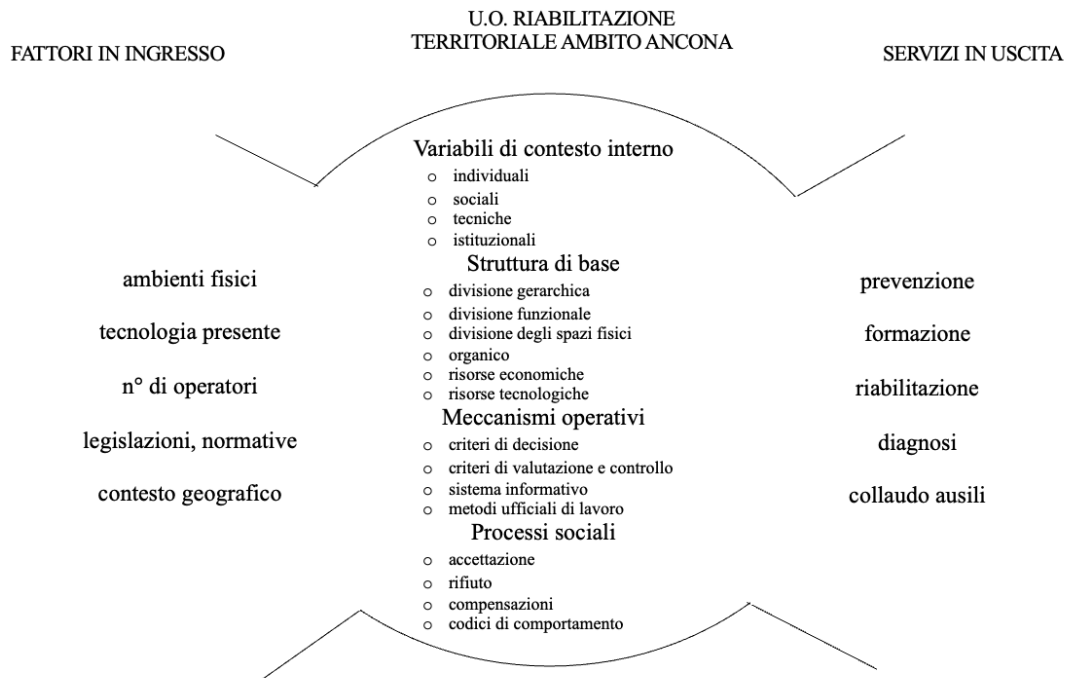 FATTORI IN INGRESSO
U.O. RIABILITAZIONE
TERRITORIALE AMBITO ANCONA
SERVIZI IN USCITA
ambienti fisici
tecnologia presente
n° di operatori
legislazioni, normative
contesto geografico
Variabili di contesto interno
o individuali
o sociali
o tecniche
o istituzionali
Struttura di base
o divisione gerarchica
o divisione funzionale
o divisione degli spazi fisici
o organico
o risorse economiche
o risorse tecnologiche
Meccanismi operativi
o criteri di decisione
o criteri di valutazione e controllo
o sistema informativo
o metodi ufficiali di lavoro
Processi sociali
o accettazione
o rifiuto
o compensazioni
o codici di comportamento
prevenzione
formazione
riabilitazione
diagnosi
collaudo ausili